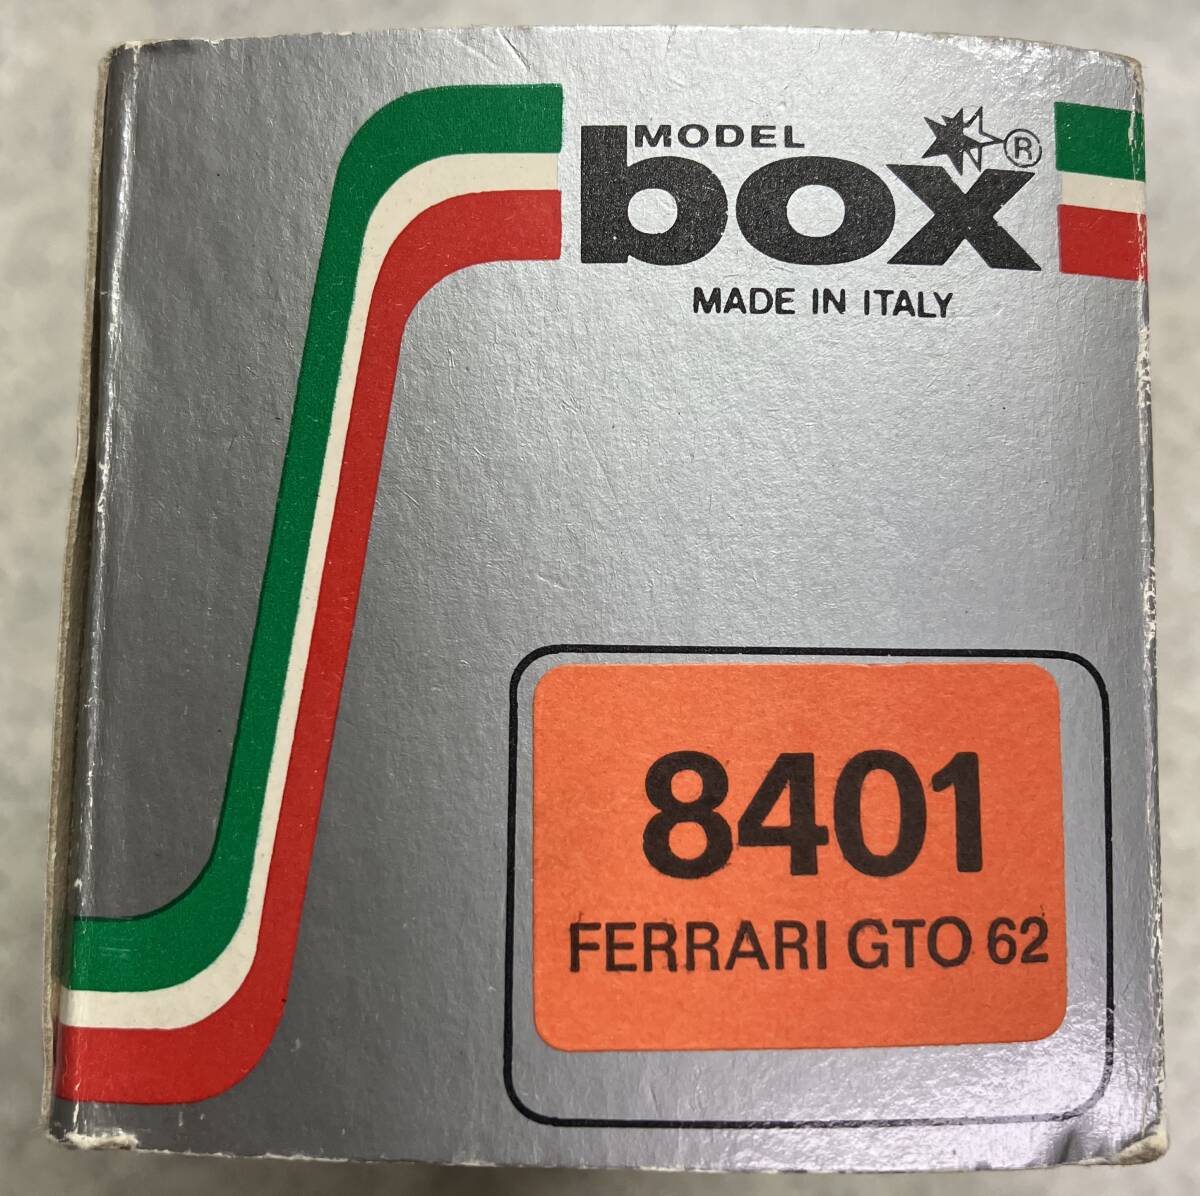 MODEL
box ®
MADE IN ITALY
8401
FERRARI GTO 62